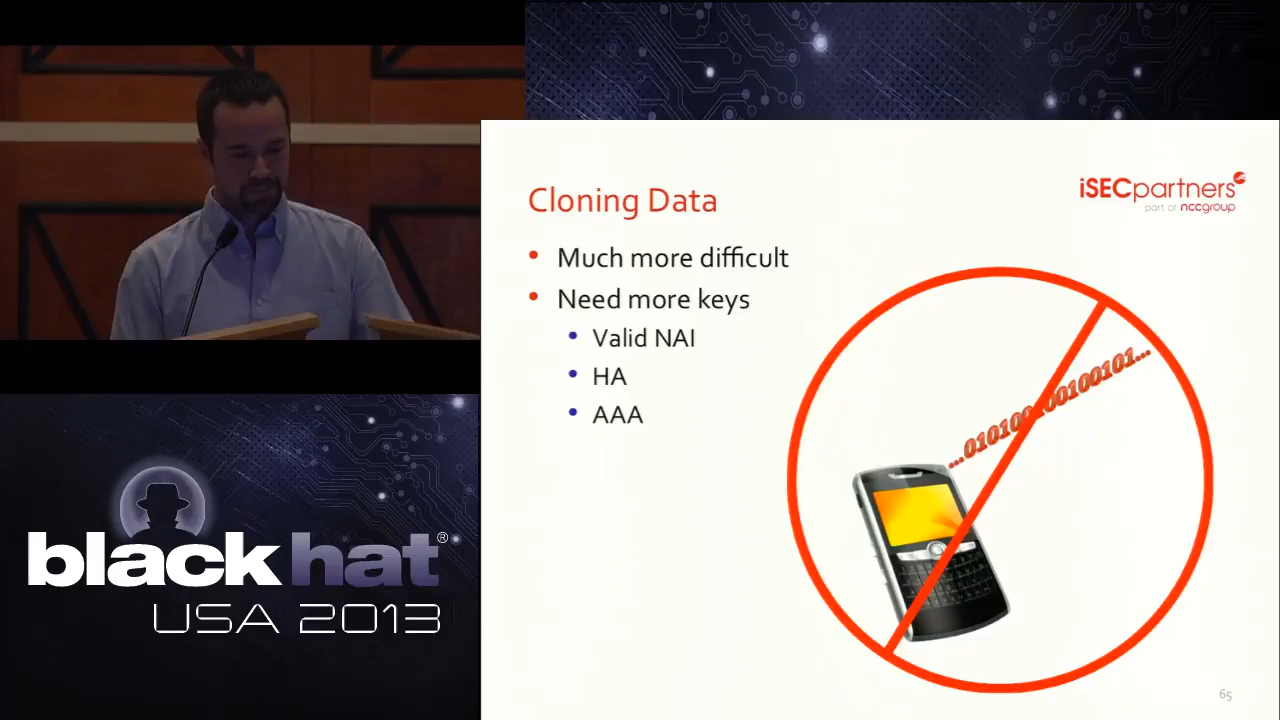 Cloning Data
iSECpartners
part of nccgroup
• Much more difficult
• Need more keys
• Valid NAI
• HA
• AAA
...010100100100101...
black hat®
USA 2013
65